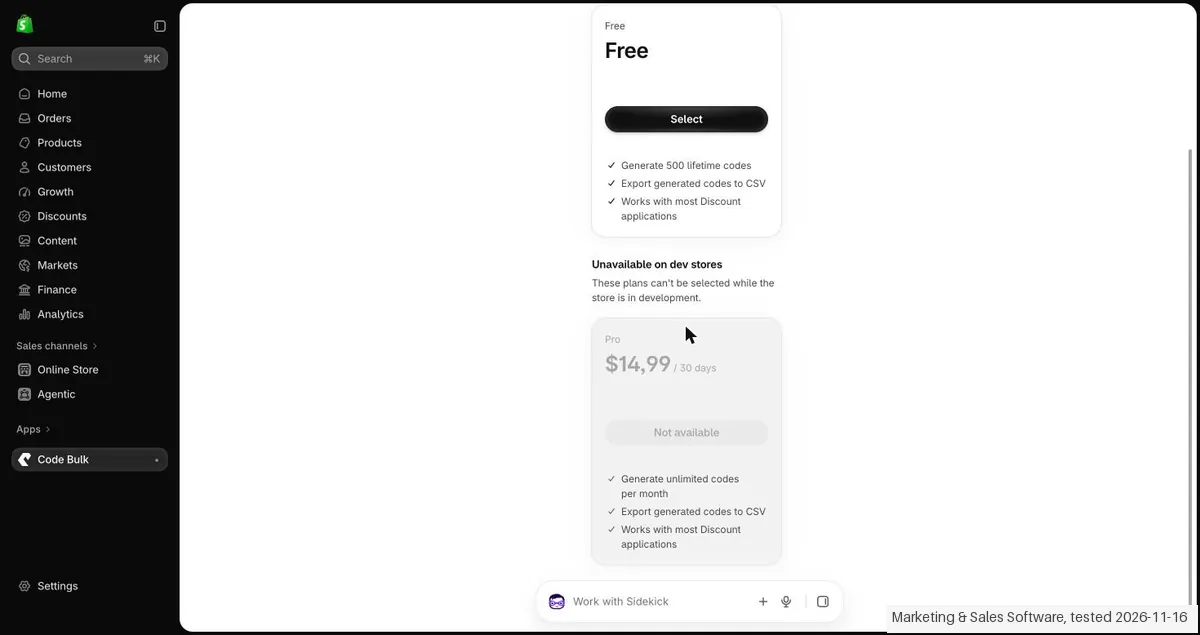 Search ⌘K
Home
Orders
Products
Customers
Growth
Discounts
Content
Markets
Finance
Analytics
Sales channels
Online Store
Agentic
Apps
Code Bulk
Settings
Free
Free
Select
Generate 500 lifetime codes
Export generated codes to CSV
Works with most Discount
applications
Unavailable on dev stores
These plans can't be selected while the
store is in development.
Pro
$14,99 / 30 days
Not available
Generate unlimited codes
per month
Export generated codes to CSV
Works with most Discount
applications
Work with Sidekick
Marketing & Sales Software, tested 2026-11-16